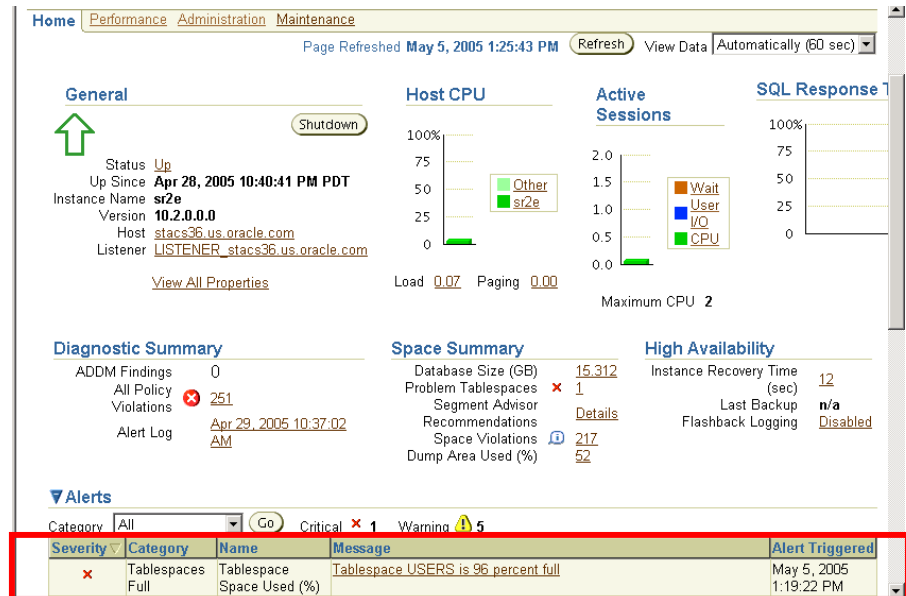 Home Performance Administration Maintenance
Page Refreshed May 5, 2005 1:25:43 PM Refresh View Data Automatically (60 sec)
General
Shutdown
Status Up
Up Since Apr 28, 2005 10:40:41 PM PDT
Instance Name sr2e
Version 10.2.0.0.0
Host stacs36.us.oracle.com
Listener LISTENER_stacs36.us.oracle.com
View All Properties
Host CPU
100%
75
50
25
0
Other
sr2e
Load 0.07 Paging 0.00
Active
Sessions
2.0
1.5
1.0
0.5
0.0
Wait
User
I/O
CPU
Maximum CPU 2
SQL Response T
100%
75
50
25
0
Diagnostic Summary
ADDM Findings 0
All Policy
Violations 251
Alert Log Apr 29, 2005 10:37:02
AM
Space Summary
Database Size (GB) 15.312
Problem Tablespaces 1
Segment Advisor
Recommendations Details
Space Violations 217
Dump Area Used (%) 52
High Availability
Instance Recovery Time
(sec) 12
Last Backup n/a
Flashback Logging Disabled
Alerts
Category All Go Critical 1 Warning 5
Severity Category Name Message Alert Triggered
Tablespaces
Full
Tablespace
Space Used (%)
Tablespace USERS is 96 percent full
May 5, 2005
1:19:22 PM